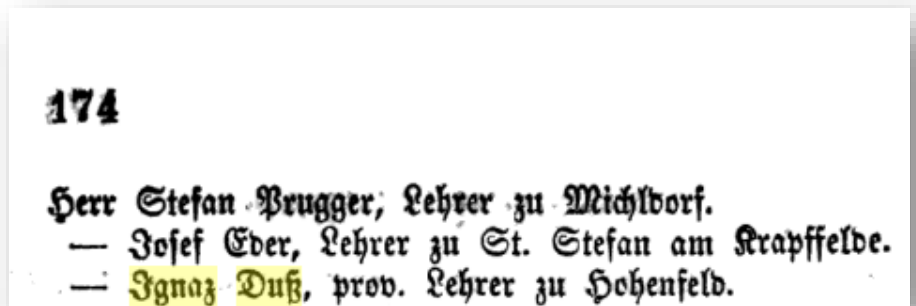 174
Herr Stefan Prugger, Lehrer zu Michldorf.
— Josef Eder, Lehrer zu St. Stefan am Krapffelde.
— Ignaz Duß, prov. Lehrer zu Hohenfeld.